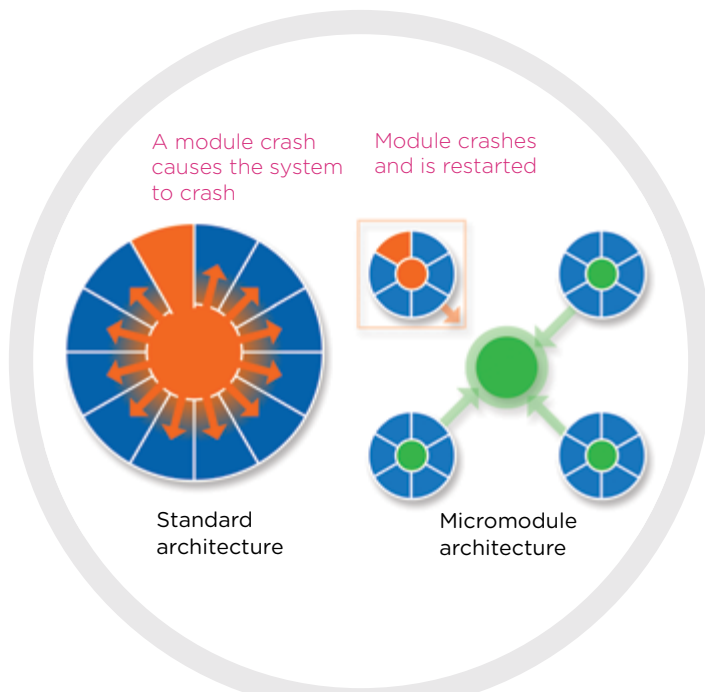 A module crash
causes the system
to crash
Module crashes
and is restarted
Standard
architecture
Micromodule
architecture